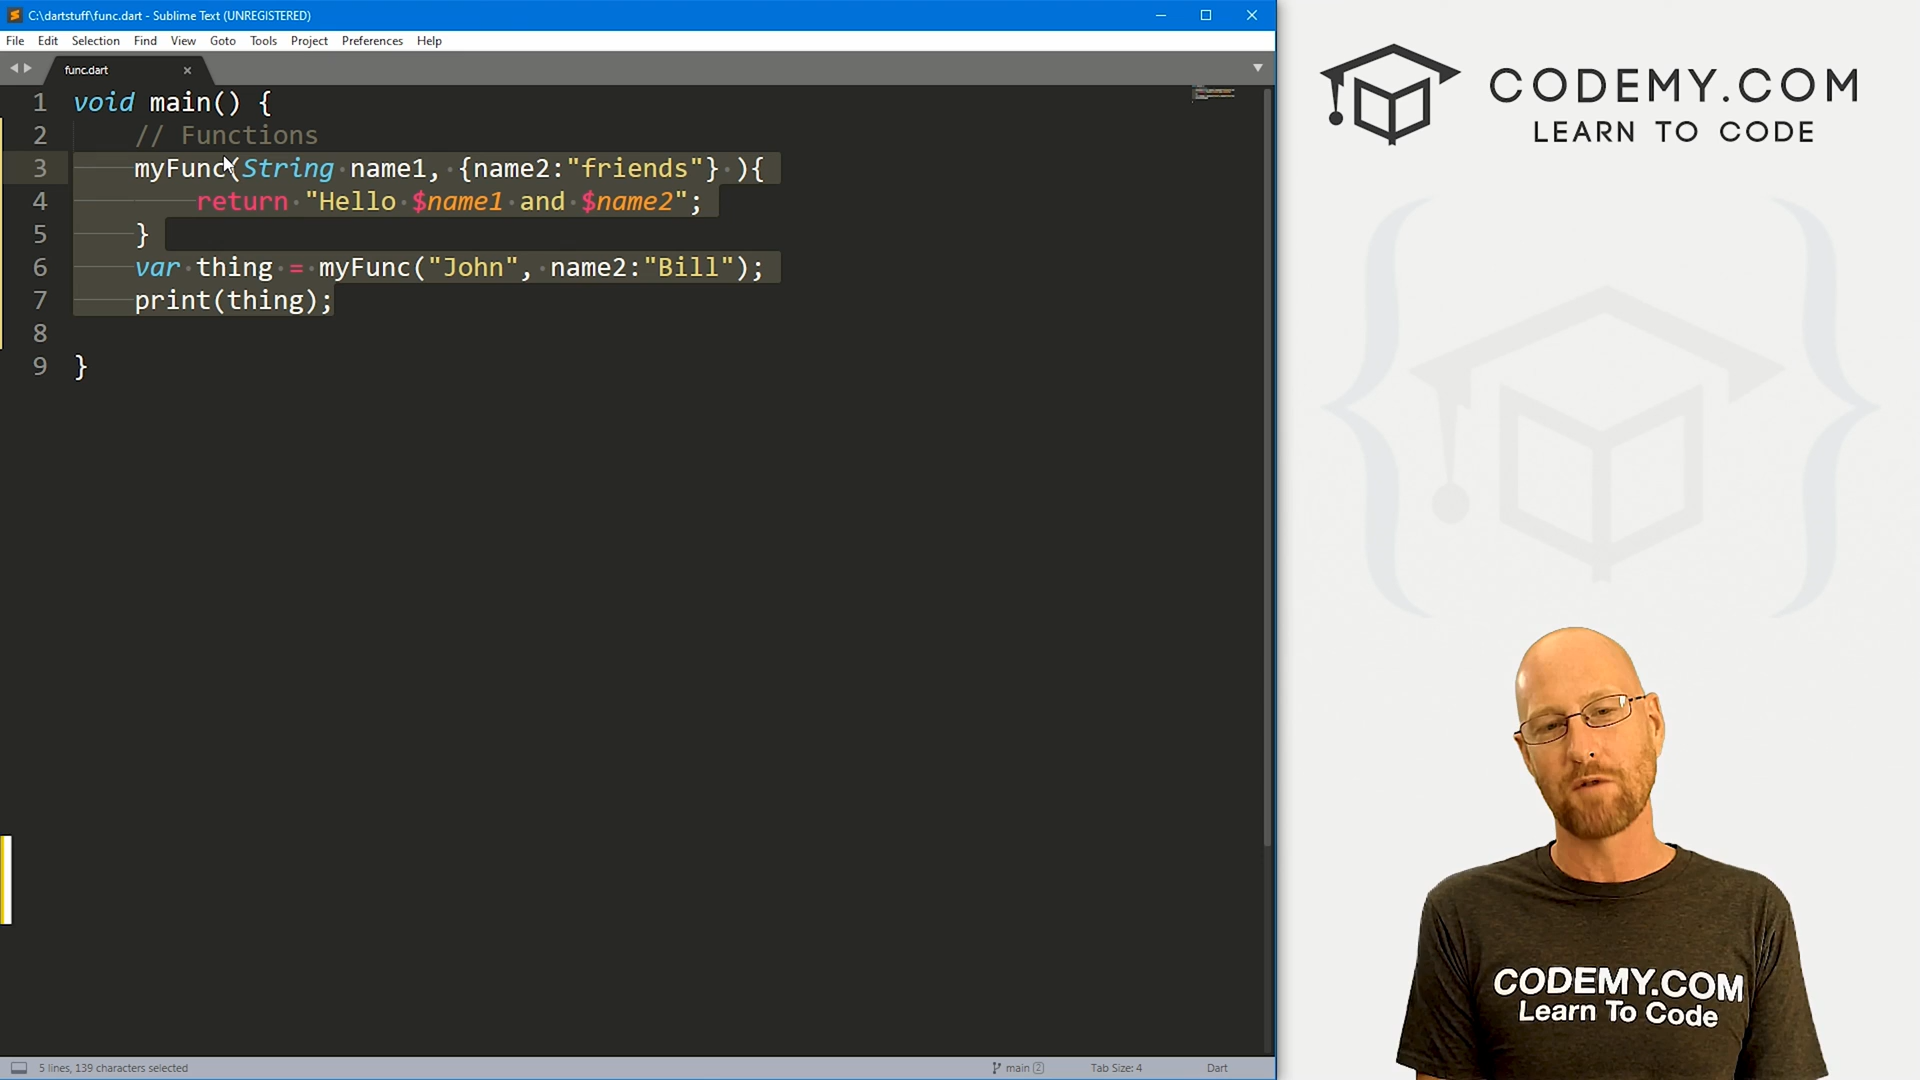 C:\dartstuff\func.dart - Sublime Text (UNREGISTERED)
File Edit Selection Find View Goto Tools Project Preferences Help
func.dart
1 void main() {
2 // Functions
3 myFunc(String name1, {name2:"friends"} ){
4 return "Hello $name1 and $name2";
5 }
6 var thing = myFunc("John", name2:"Bill");
7 print(thing);
8
9 }
5 lines, 139 characters selected
main 2
Tab Size: 4
Dart
CODEMY.COM
LEARN TO CODE
CODEMY.COM
Learn To Code